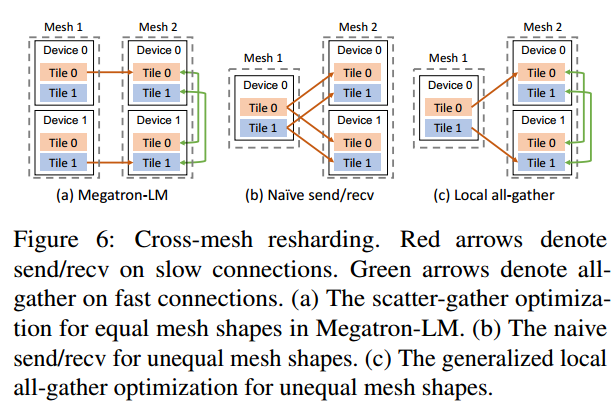 Mesh 1
Mesh 2
Device 0
Tile 0
Tile 1
Device 1
Tile 0
Tile 1
Device 0
Tile 0
Tile 1
Device 1
Tile 0
Tile 1
(a) Megatron-LM
Mesh 1
Mesh 2
Device 0
Tile 0
Tile 1
Device 0
Tile 0
Tile 1
Device 1
Tile 0
Tile 1
(b) Naïve send/recv
Mesh 1
Mesh 2
Device 0
Tile 0
Tile 1
Device 0
Tile 0
Tile 1
Device 1
Tile 0
Tile 1
(c) Local all-gather
Figure 6: Cross-mesh resharding. Red arrows denote
send/recv on slow connections. Green arrows denote all-
gather on fast connections. (a) The scatter-gather optimiza-
tion for equal mesh shapes in Megatron-LM. (b) The naive
send/recv for unequal mesh shapes. (c) The generalized local
all-gather optimization for unequal mesh shapes.